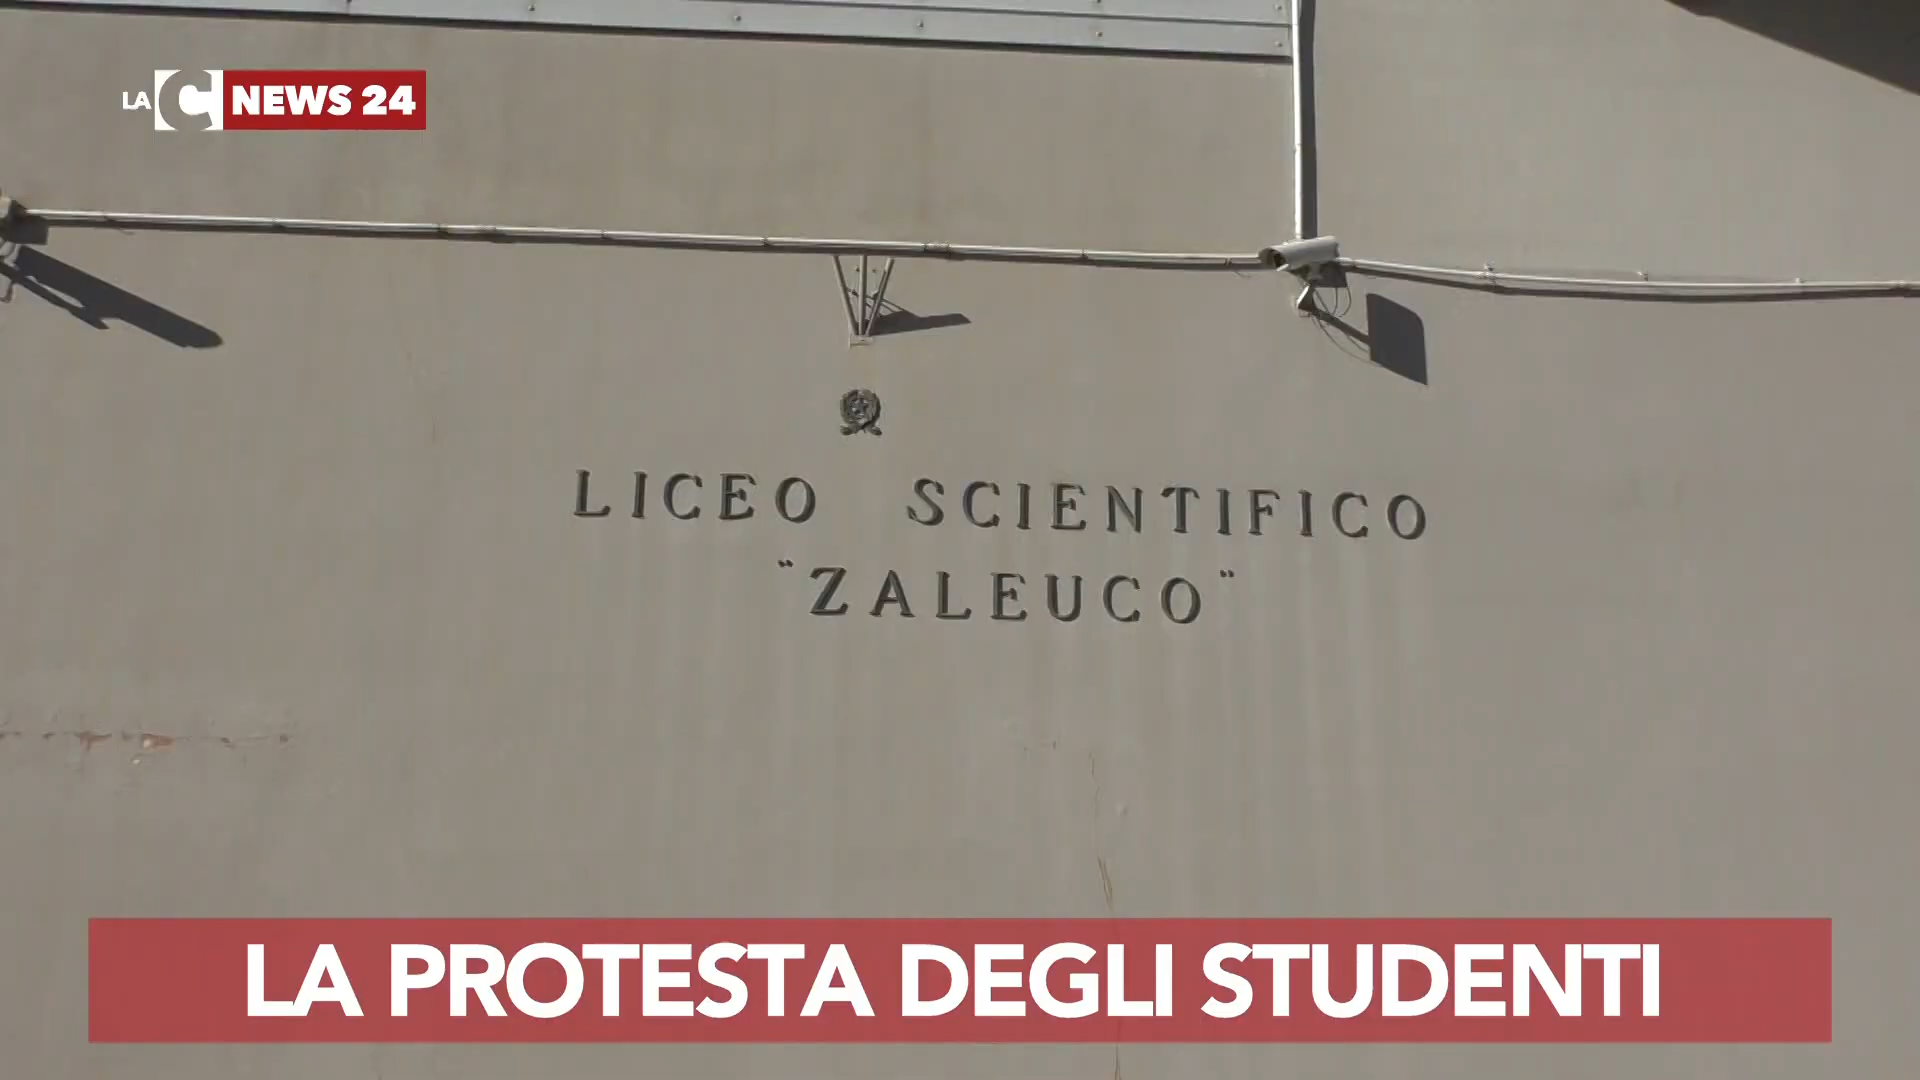 LA C NEWS 24
LICEO SCIENTIFICO
"ZALEUCO"
LA PROTESTA DEGLI STUDENTI